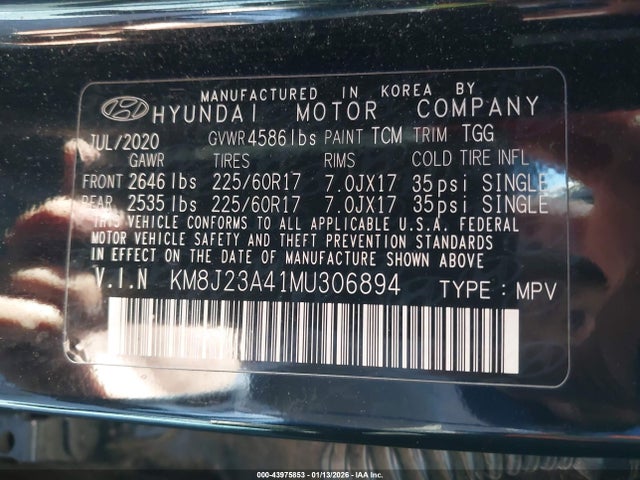 MANUFACTURED IN KOREA BY
HYUNDAI MOTOR COMPANY
JUL/2020 GVWR 4586 lbs PAINT TCM TRIM TGG
GAWR TIRES RIMS COLD TIRE INFL
FRONT 2646 lbs 225/60R17 7.0JX17 35psi SINGLE
REAR 2535 lbs 225/60R17 7.0JX17 35psi SINGLE
THIS VEHICLE CONFORMS TO ALL APPLICABLE U.S.A. FEDERAL
MOTOR VEHICLE SAFETY AND THEFT PREVENTION STANDARDS
IN EFFECT ON THE DATE OF MANUFACTURE SHOWN ABOVE.
V.I.N KM8J23A41MU306894 TYPE : MPV
000-43975853 | 01/13/2026 | IAA Inc.